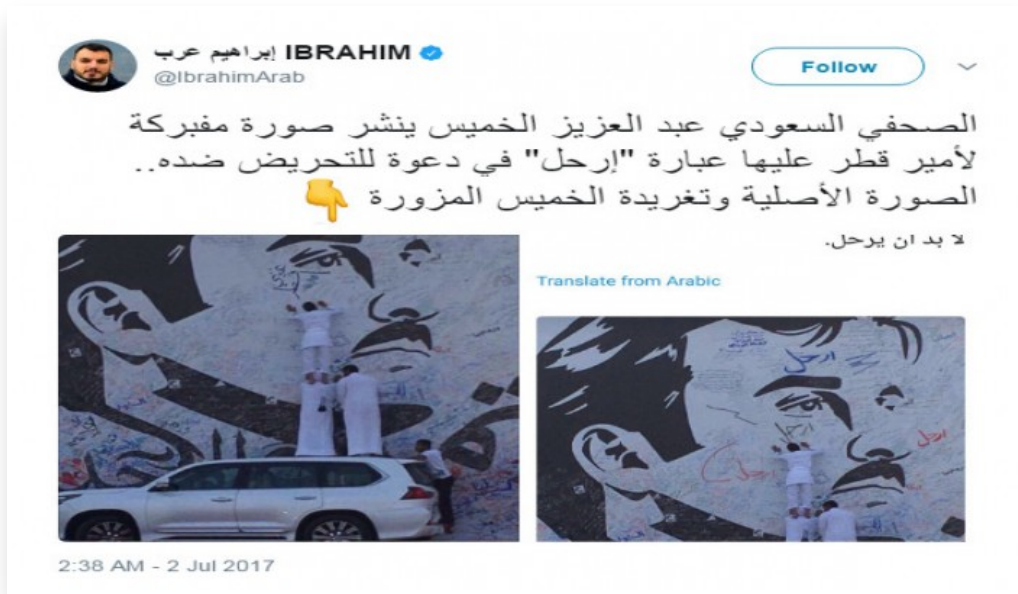 إبراهيم عرب IBRAHIM
@IbrahimArab
Follow
الصحفي السعودي عبد العزيز الخميس ينشر صورة مفبركة
لأمير قطر عليها عبارة "إرحل" في دعوة للتحريض ضده..
الصورة الأصلية وتغريدة الخميس المزورة 👇
لا بد ان يرحل.
Translate from Arabic
ارحل
ارحل
ارحل
ارحل
2:38 AM - 2 Jul 2017